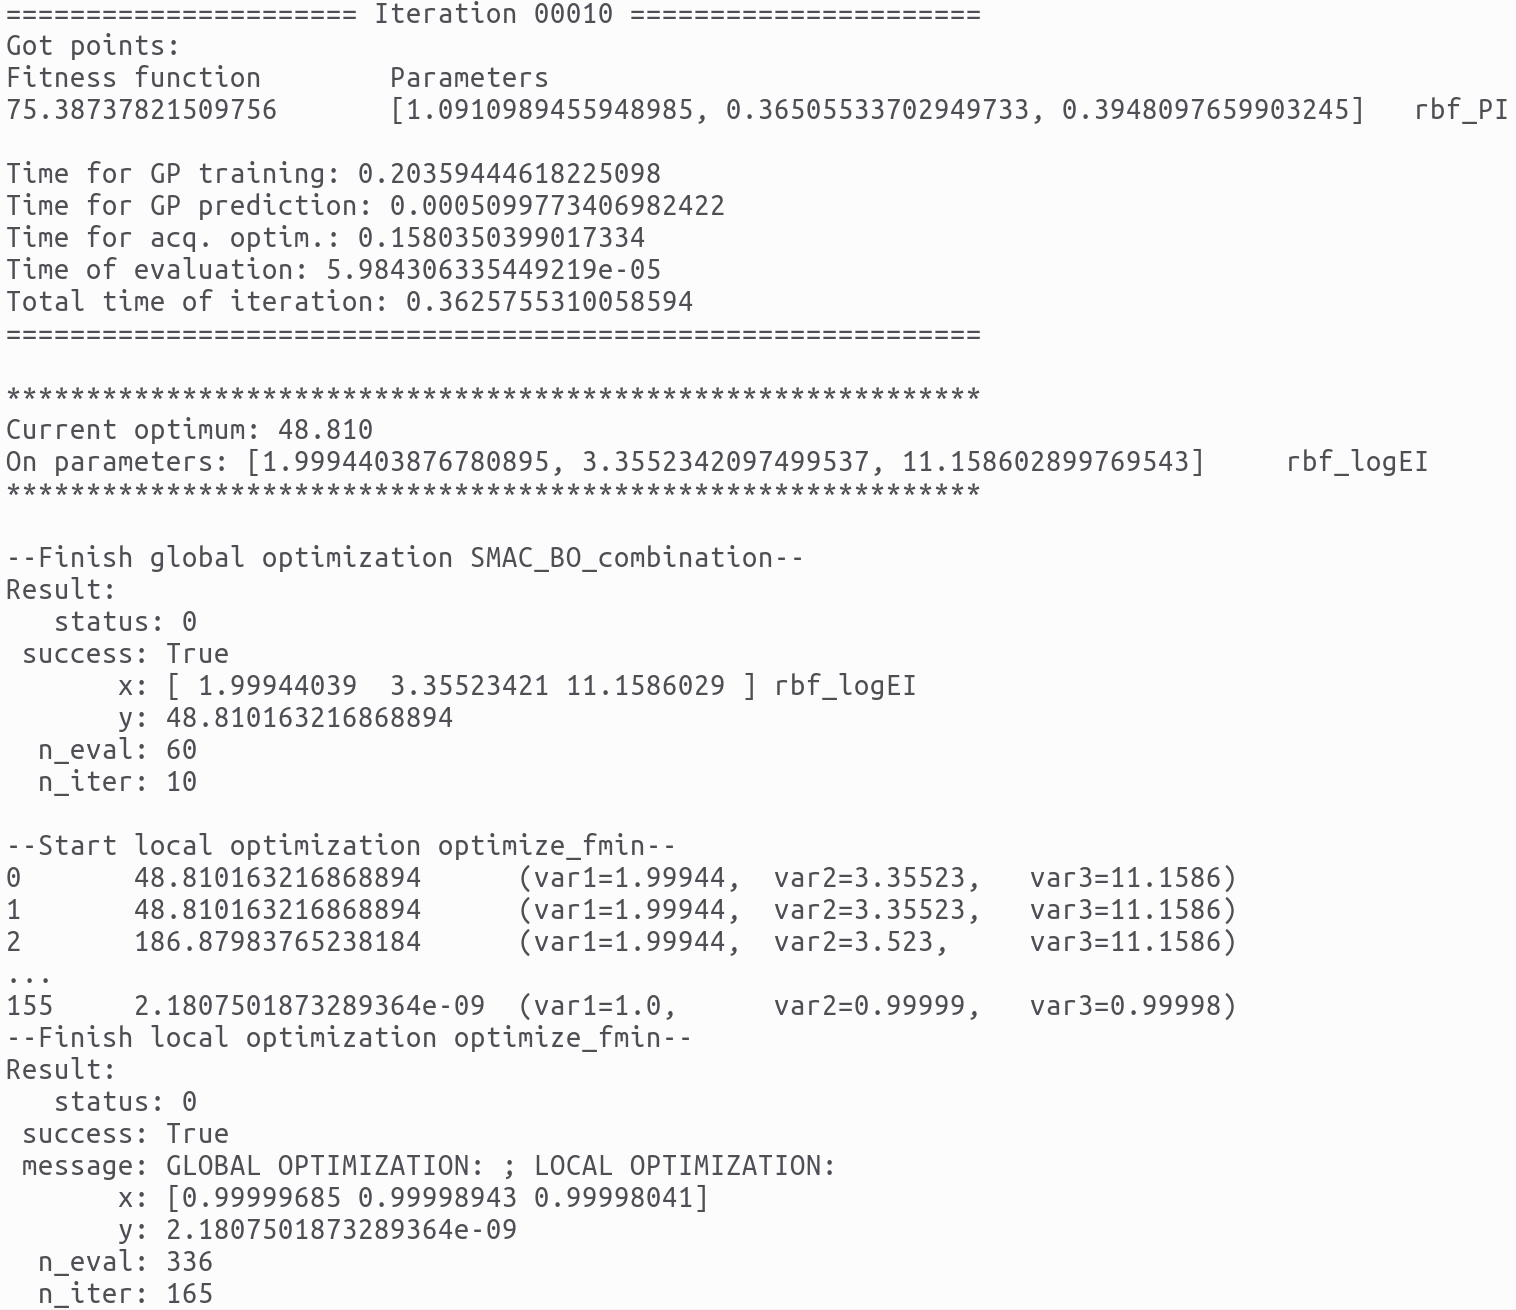 ====================== Iteration 00010 ======================
Got points:
Fitness function        Parameters
75.38737821509756       [1.0910989455948985, 0.36505533702949733, 0.3948097659903245]   rbf_PI
Time for GP training: 0.20359444618225098
Time for GP prediction: 0.0005099773406982422
Time for acq. optim.: 0.1580350399017334
Time of evaluation: 5.984306335449219e-05
Total time of iteration: 0.3625755310058594
=============================================================
*************************************************************
Current optimum: 48.810
On parameters: [1.9994403876780895, 3.3552342097499537, 11.158602899769543]     rbf_logEI
*************************************************************
--Finish global optimization SMAC_BO_combination--
Result:
   status: 0
 success: True
       x: [ 1.99944039  3.35523421 11.1586029 ] rbf_logEI
       y: 48.810163216868894
  n_eval: 60
  n_iter: 10
--Start local optimization optimize_fmin--
0       48.810163216868894      (var1=1.99944,  var2=3.35523,   var3=11.1586)
1       48.810163216868894      (var1=1.99944,  var2=3.35523,   var3=11.1586)
2       186.87983765238184      (var1=1.99944,  var2=3.523,     var3=11.1586)
...
155     2.1807501873289364e-09  (var1=1.0,      var2=0.99999,   var3=0.99998)
--Finish local optimization optimize_fmin--
Result:
   status: 0
 success: True
 message: GLOBAL OPTIMIZATION: ; LOCAL OPTIMIZATION:
       x: [0.99999685 0.99998943 0.99998041]
       y: 2.1807501873289364e-09
  n_eval: 336
  n_iter: 165